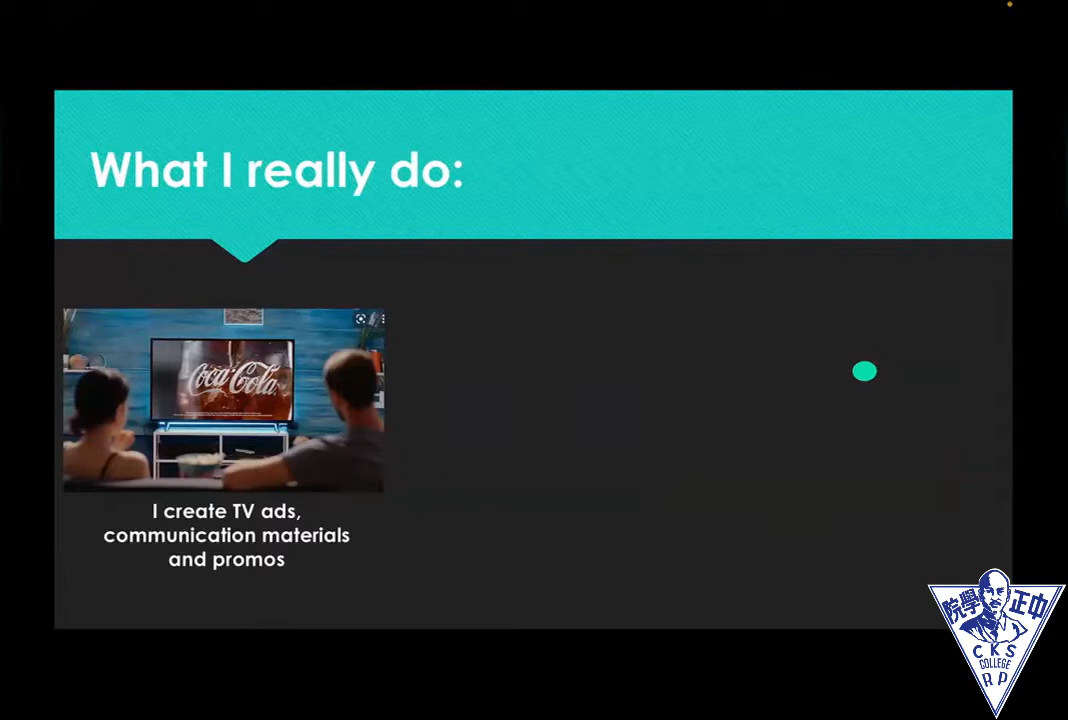 What I really do:
Coca-Cola
I create TV ads,
communication materials
and promos
院學 正中
CKS
COLLEGE
RP